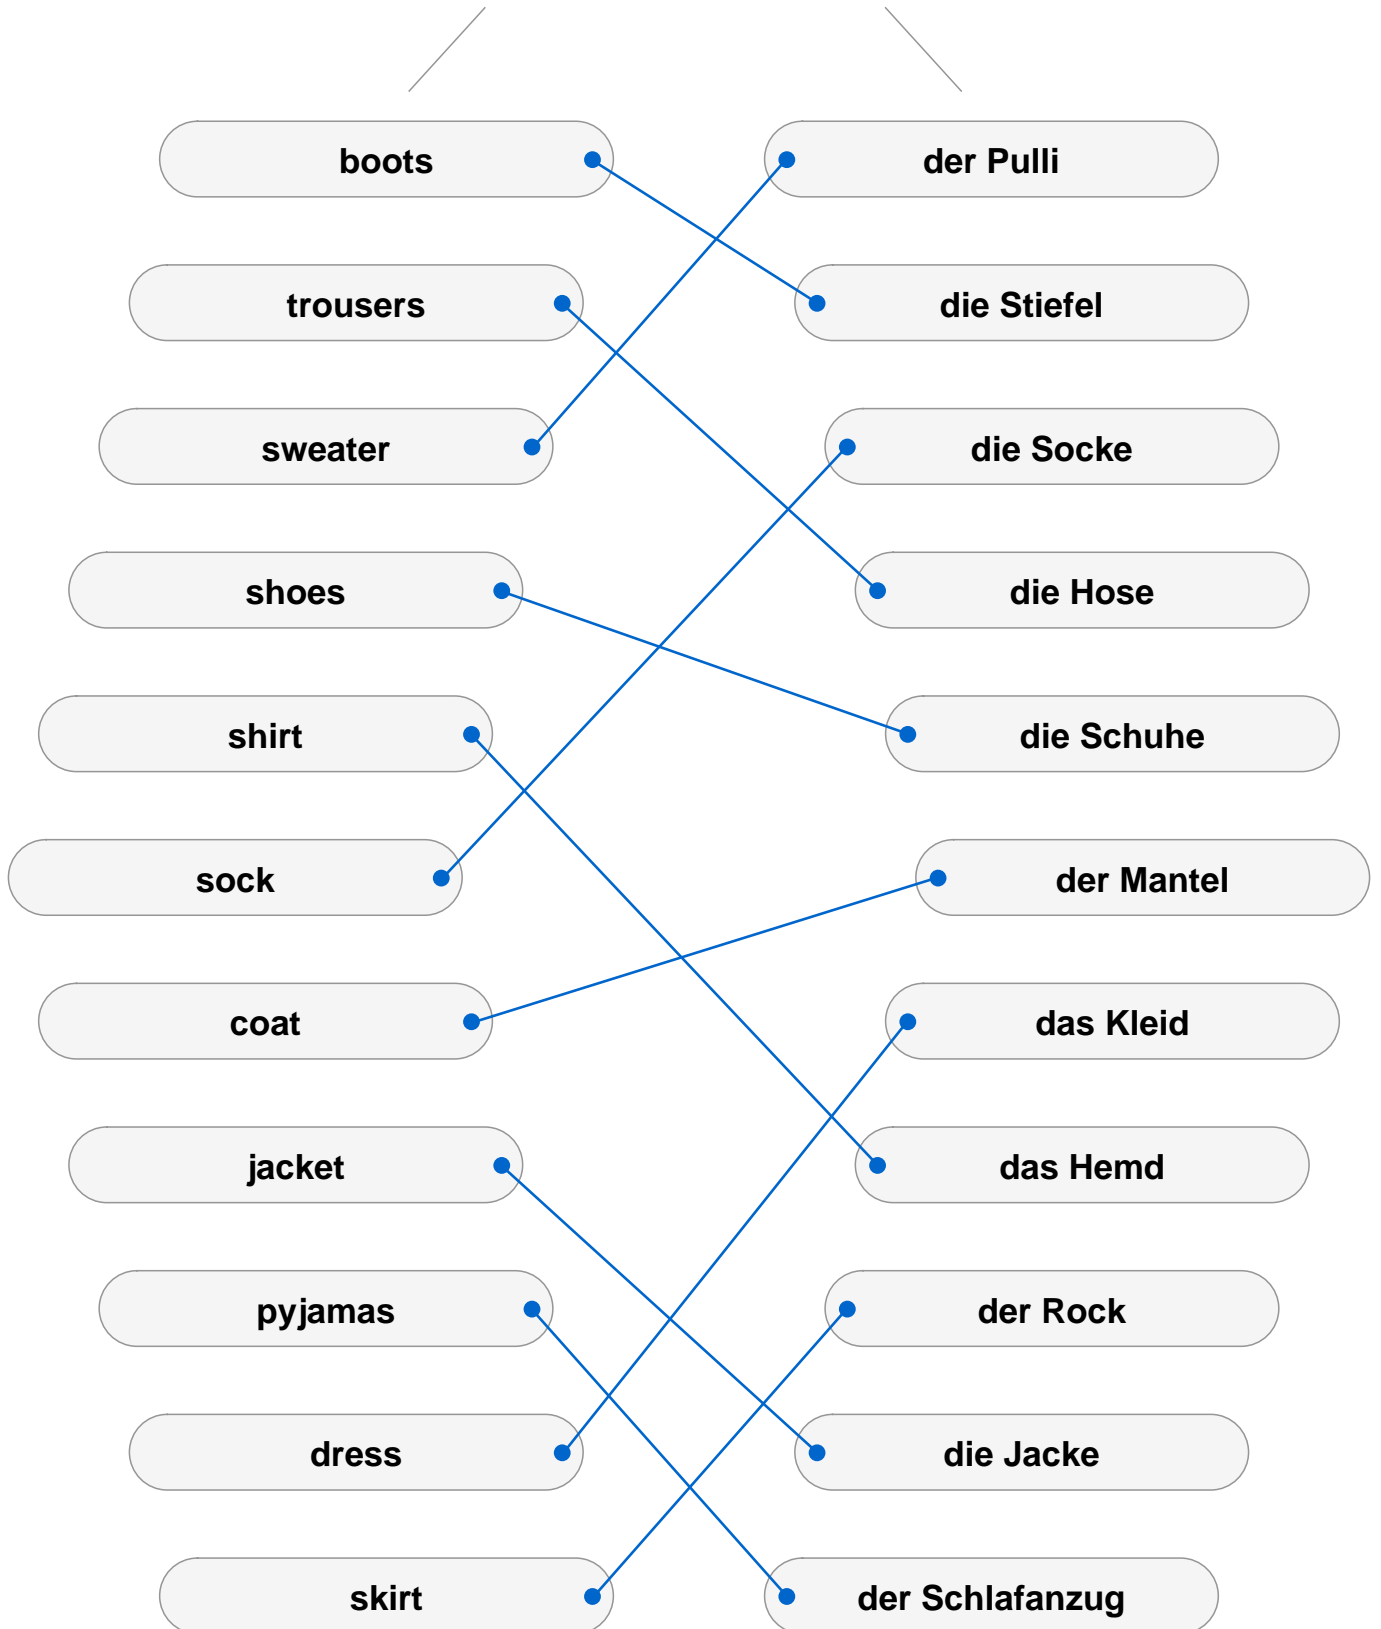 boots
der Pulli
trousers
die Stiefel
sweater
die Socke
shoes
die Hose
shirt
die Schuhe
sock
der Mantel
coat
das Kleid
jacket
das Hemd
pyjamas
der Rock
dress
die Jacke
skirt
der Schlafanzug